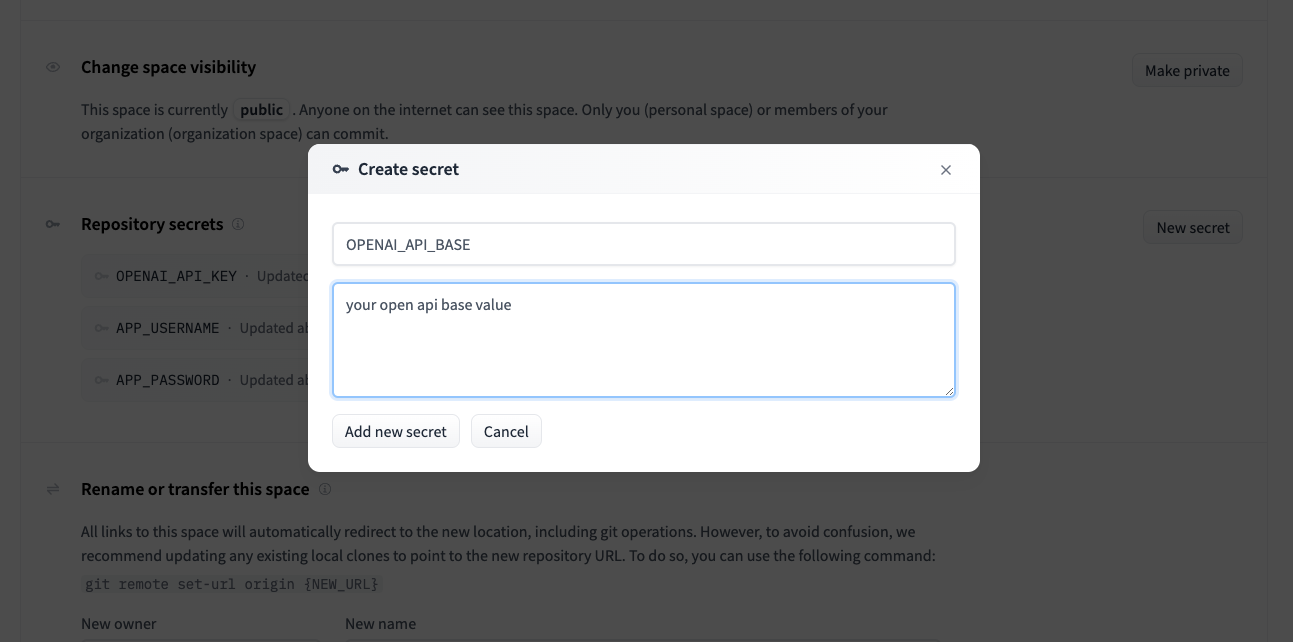 Change space visibility
Make private
This space is currently public . Anyone on the internet can see this space. Only you (personal space) or members of your
organization (organization space) can commit.
Create secret
Repository secrets
New secret
OPENAI_API_BASE
OPENAI_API_KEY · Updated
your open api base value
APP_USERNAME · Updated
APP_PASSWORD · Updated
Add new secret
Cancel
Rename or transfer this space
All links to this space will automatically redirect to the new location, including git operations. However, to avoid confusion, we
recommend updating any existing local clones to point to the new repository URL. To do so, you can use the following command:
git remote set-url origin {NEW_URL}
New owner
New name